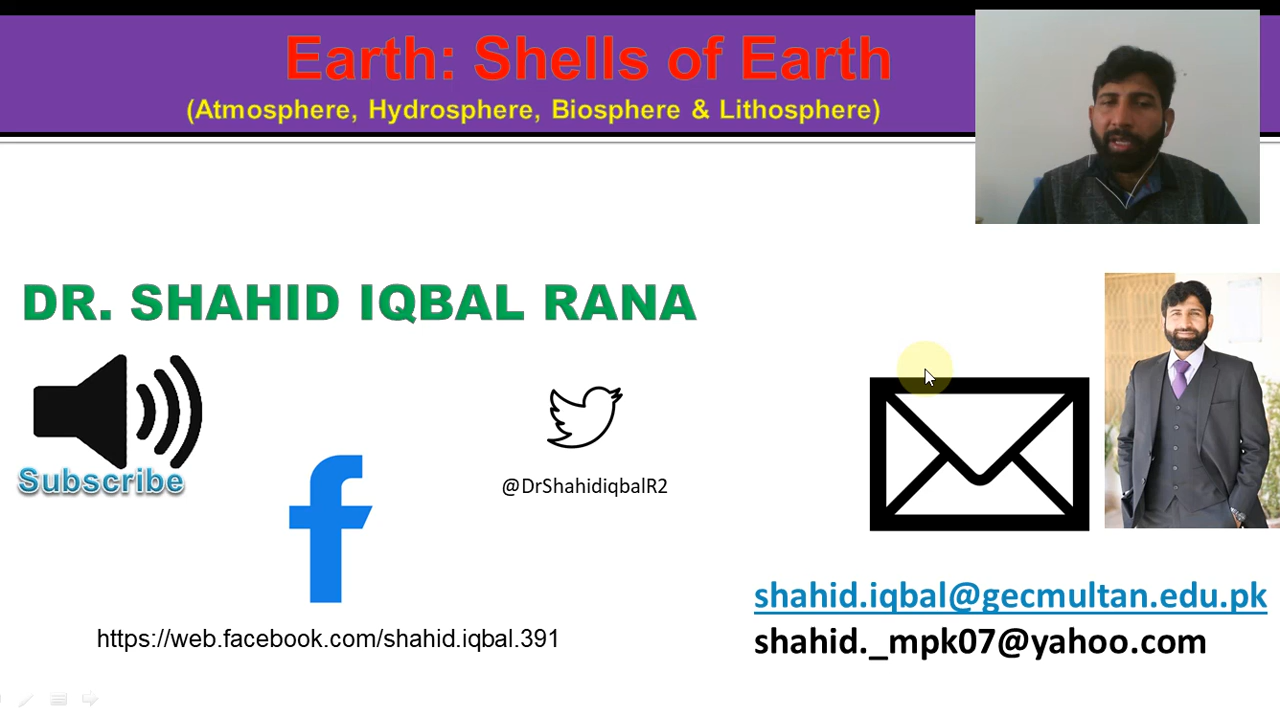 Earth: Shells of Earth
(Atmosphere, Hydrosphere, Biosphere & Lithosphere)
DR. SHAHID IQBAL RANA
Subscribe
@DrShahidiqbalR2
https://web.facebook.com/shahid.iqbal.391
shahid.iqbal@gecmultan.edu.pk
shahid._mpk07@yahoo.com